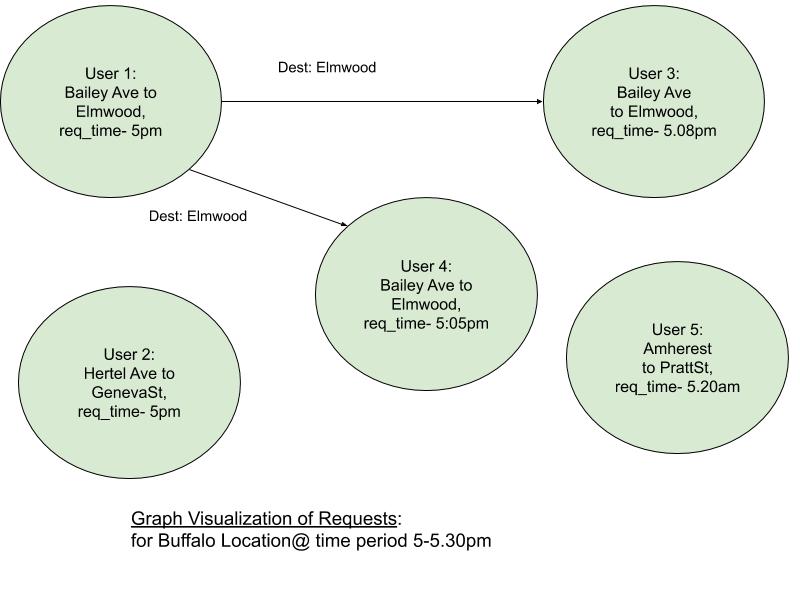 User 1:
Bailey Ave to
Elmwood,
req_time- 5pm
Dest: Elmwood
User 3:
Bailey Ave
to Elmwood,
req_time- 5.08pm
Dest: Elmwood
User 4:
Bailey Ave to
Elmwood,
req_time- 5:05pm
User 2:
Hertel Ave to
GenevaSt,
req_time- 5pm
User 5:
Amherest
to PrattSt,
req_time- 5.20am
Graph Visualization of Requests:
for Buffalo Location@ time period 5-5.30pm